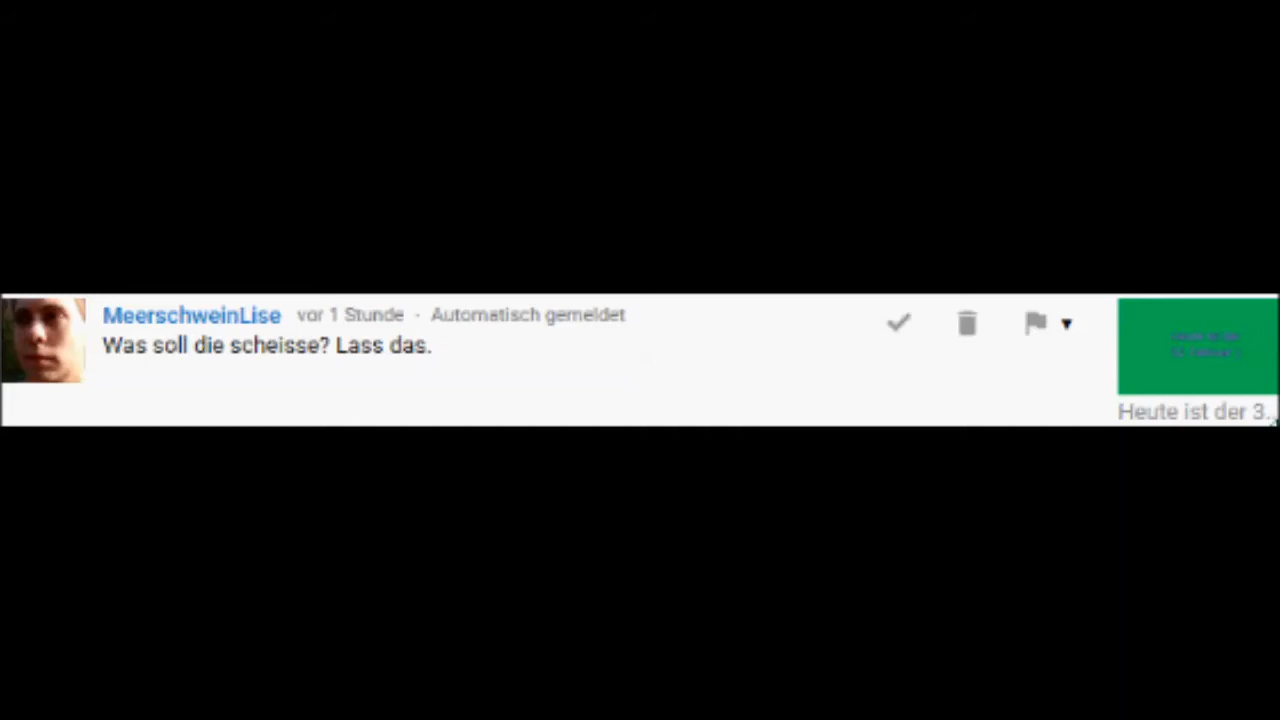 MeerschweinLise vor 1 Stunde · Automatisch gemeldet
Was soll die scheisse? Lass das.
Heute ist der 3...